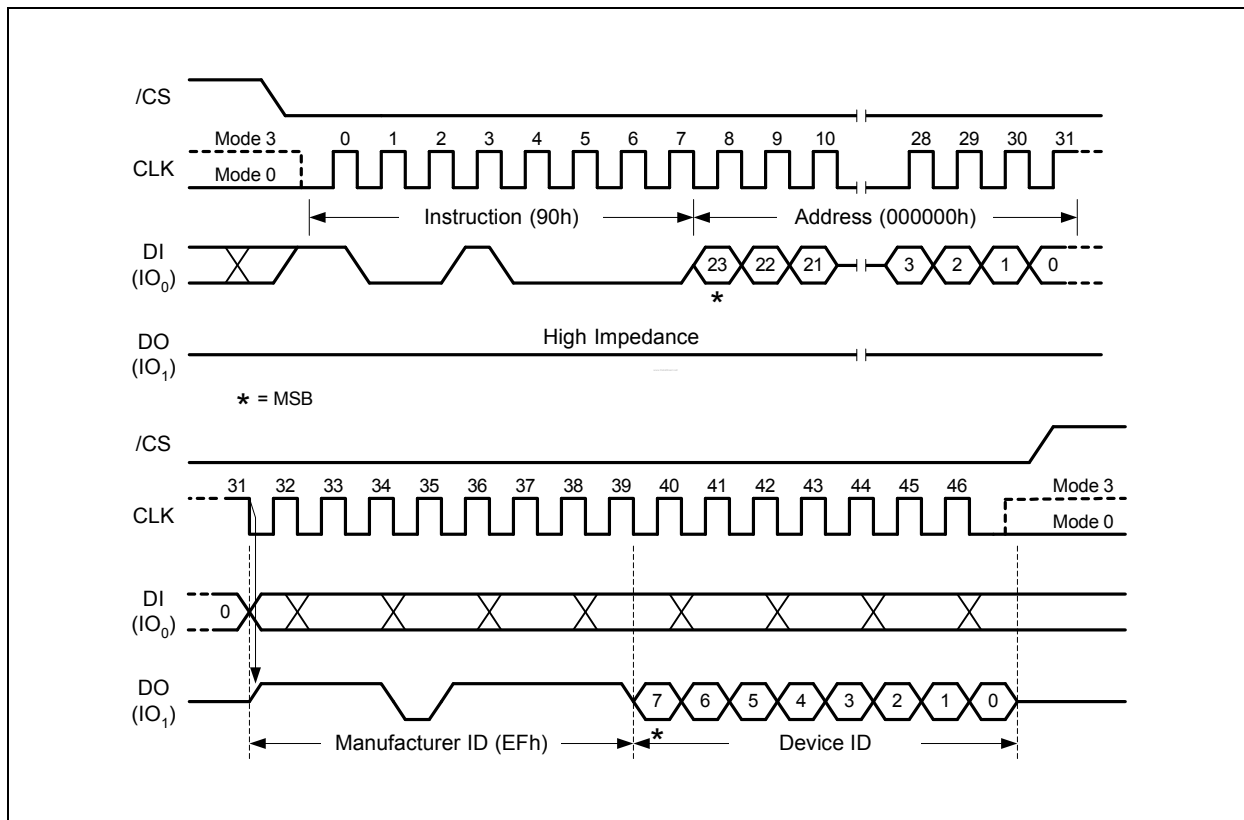 /CS
Mode 3
0 1 2 3 4 5 6 7 8 9 10 28 29 30 31
CLK
Mode 0
Instruction (90h) Address (000000h)
DI
(IO0)
23 22 21 3 2 1 0
*
High Impedance
DO
(IO1)
* = MSB
/CS
31 32 33 34 35 36 37 38 39 40 41 42 43 44 45 46
Mode 3
CLK
Mode 0
DI
(IO0)
0
DO
(IO1)
7 6 5 4 3 2 1 0
*
Manufacturer ID (EFh) Device ID